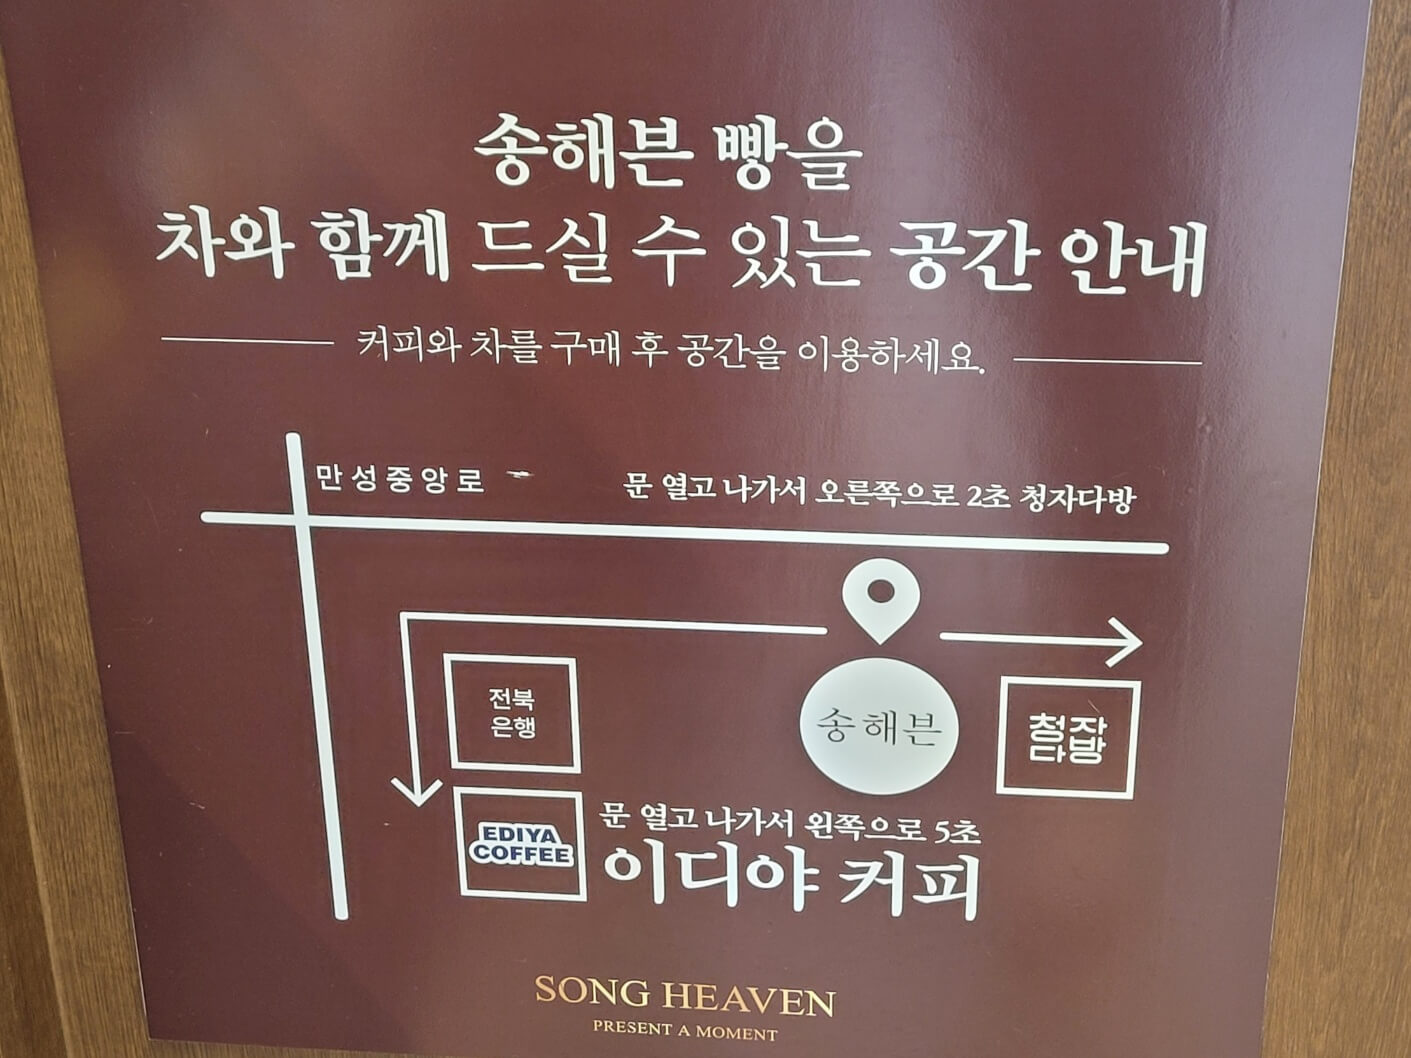 송해븐 빵을
차와 함께 드실 수 있는 공간 안내
커피와 차를 구매 후 공간을 이용하세요.
만성중앙로
문 열고 나가서 오른쪽으로 2초 청자다방
전북
은행
송해븐
청자
다방
EDIYA
COFFEE
문 열고 나가서 왼쪽으로 5초
이디야 커피
SONG HEAVEN
PRESENT A MOMENT